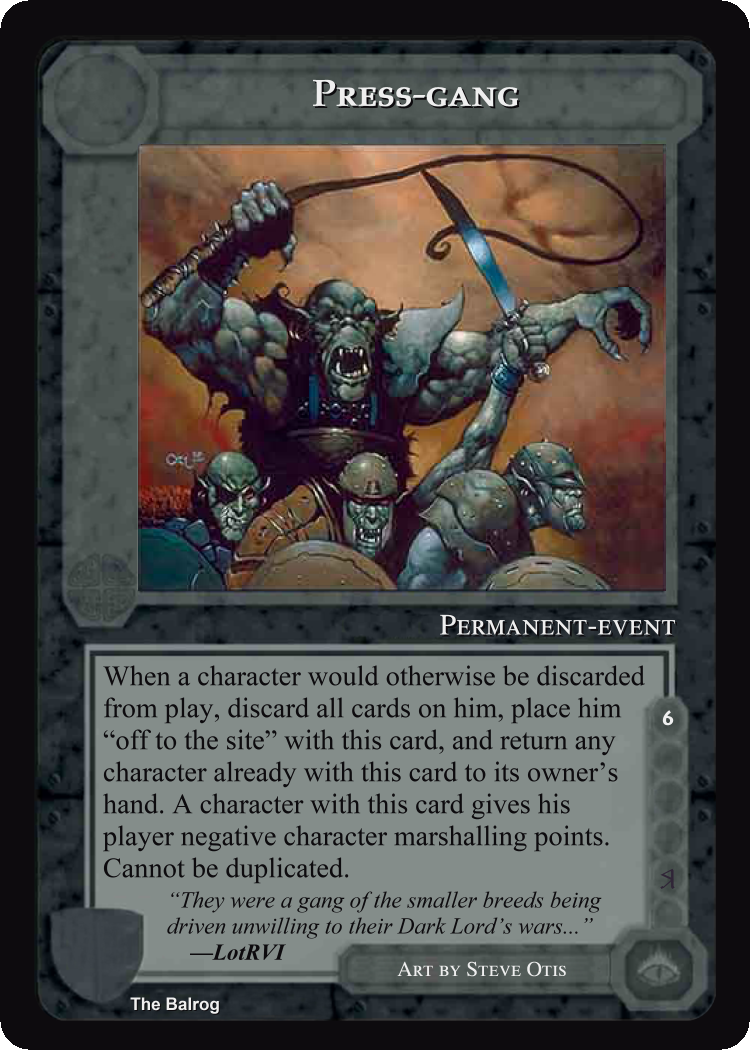 Press-gang
Permanent-event
When a character would otherwise be discarded
from play, discard all cards on him, place him
“off to the site” with this card, and return any
character already with this card to its owner’s
hand. A character with this card gives his
player negative character marshalling points.
Cannot be duplicated.
6
“They were a gang of the smaller breeds being
driven unwilling to their Dark Lord’s wars...”
—LotRVI
Art by Steve Otis
The Balrog